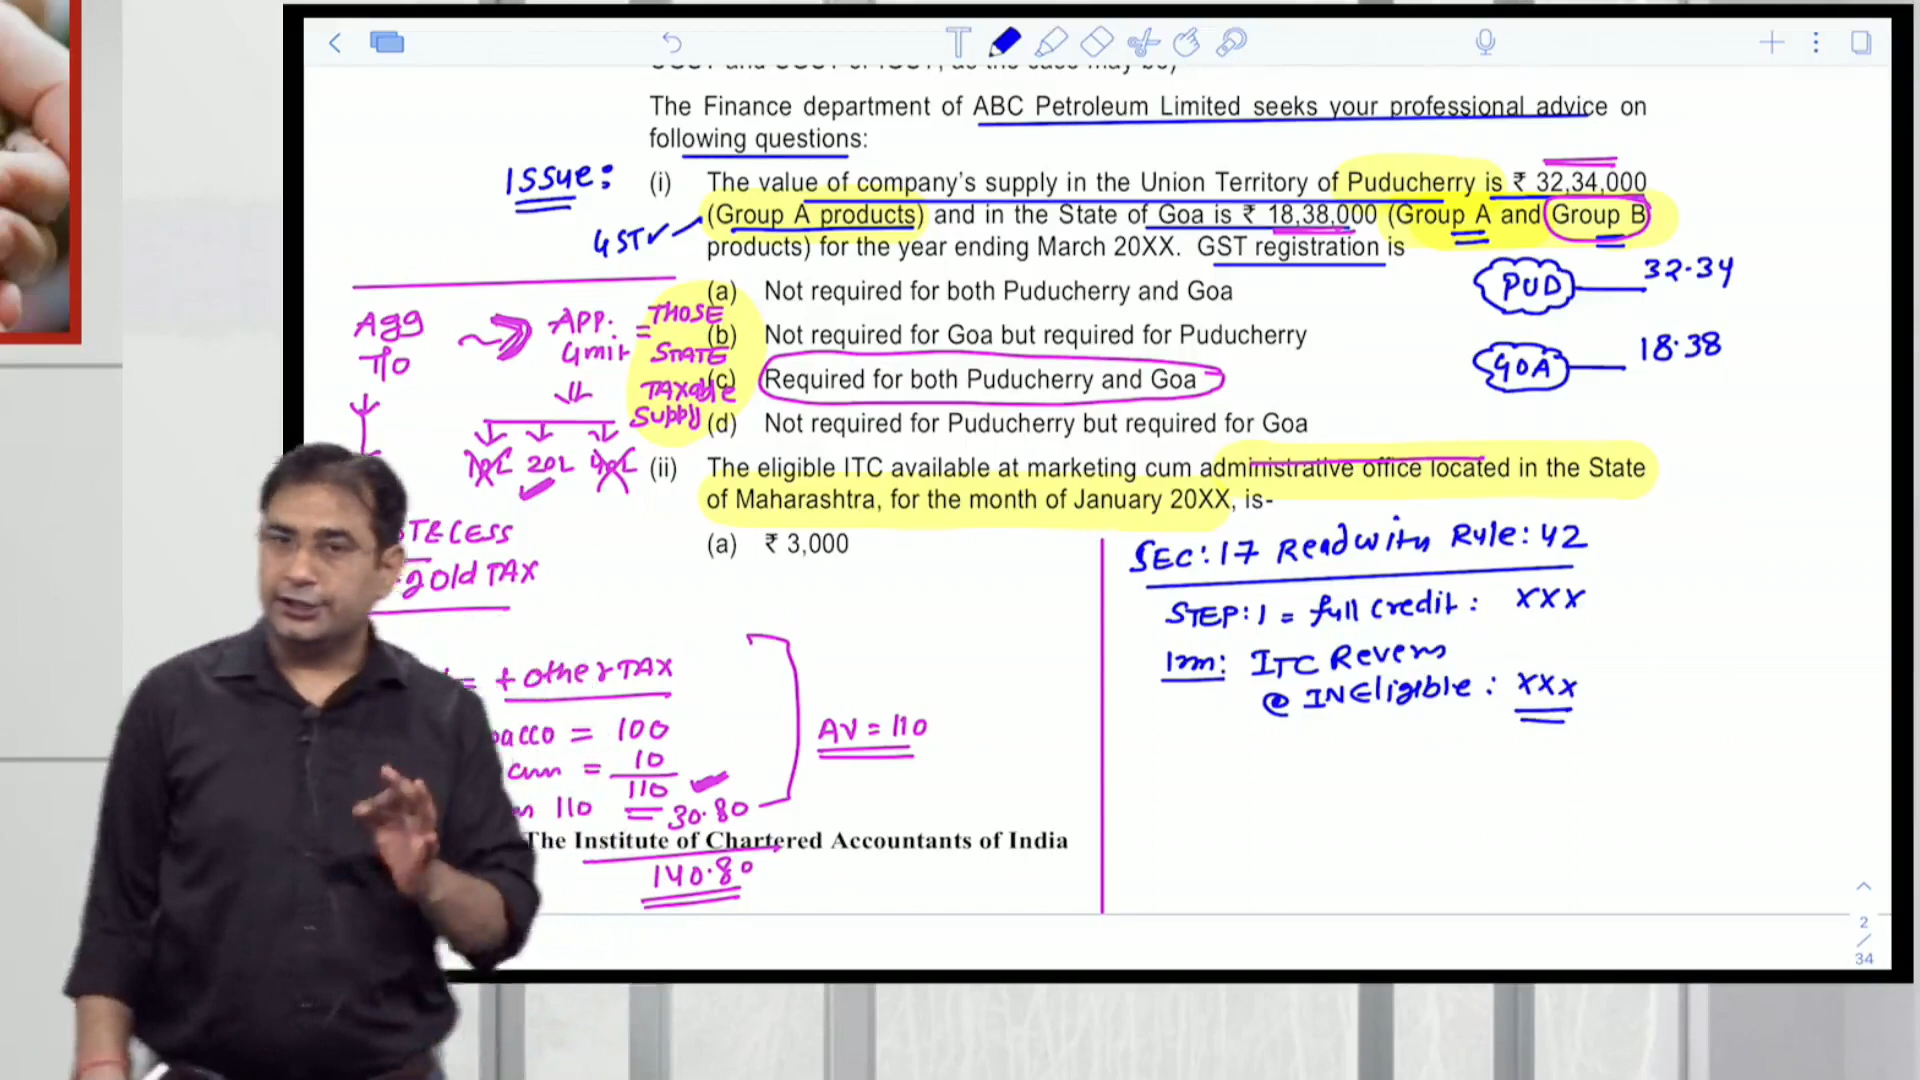 The Finance department of ABC Petroleum Limited seeks your professional advice on
following questions:
ISSUE:
(i) The value of company's supply in the Union Territory of Puducherry is ₹ 32,34,000
(Group A products) and in the State of Goa is ₹ 18,38,000 (Group A and Group B
GST✓
products) for the year ending March 20XX. GST registration is
PUD 32.34
(a) Not required for both Puducherry and Goa
Agg
T/O
APP.
Limit
= THOSE
STATE
TAXable
Supply
(b) Not required for Goa but required for Puducherry
GOA 18.38
(c) Required for both Puducherry and Goa
(d) Not required for Puducherry but required for Goa
20L
(ii) The eligible ITC available at marketing cum administrative office located in the State
of Maharashtra, for the month of January 20XX, is-
(a) ₹ 3,000
CESS
old TAX
+ other TAX
= 100
= 10
110
110
30.80
140.80
AV = 110
SEC: 17 Read with Rule: 42
STEP: 1 = full credit: XXX
ITC Revers
@ INEligible: XXX
The Institute of Chartered Accountants of India
2
/
34